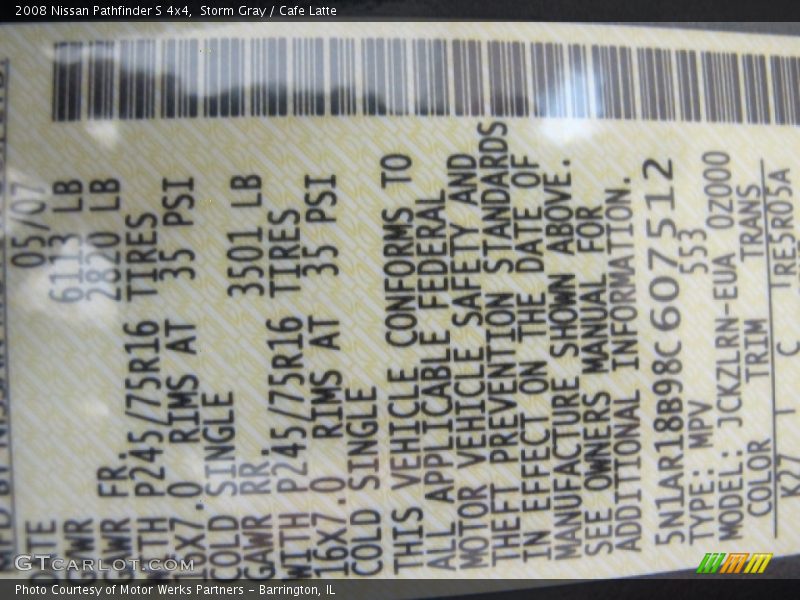 2008 Nissan Pathfinder S 4x4, Storm Gray / Cafe Latte
DATE 05/07
GVWR 6113 LB
GAWR FR. 2820 LB
WITH P245/75R16 TIRES
16X7.0 RIMS AT 35 PSI
COLD SINGLE
GAWR RR. 3501 LB
WITH P245/75R16 TIRES
16X7.0 RIMS AT 35 PSI
COLD SINGLE
THIS VEHICLE CONFORMS TO
ALL APPLICABLE FEDERAL
MOTOR VEHICLE SAFETY AND
THEFT PREVENTION STANDARDS
IN EFFECT ON THE DATE OF
MANUFACTURE SHOWN ABOVE.
SEE OWNERS MANUAL FOR
ADDITIONAL INFORMATION.
5N1AR18B98C607512
TYPE: MPV 553
MODEL: JCKZLRN-EUA 0Z000
COLOR TRIM TRANS
K27 C RE5R05A
GTCarLot.com
Photo Courtesy of Motor Werks Partners - Barrington, IL